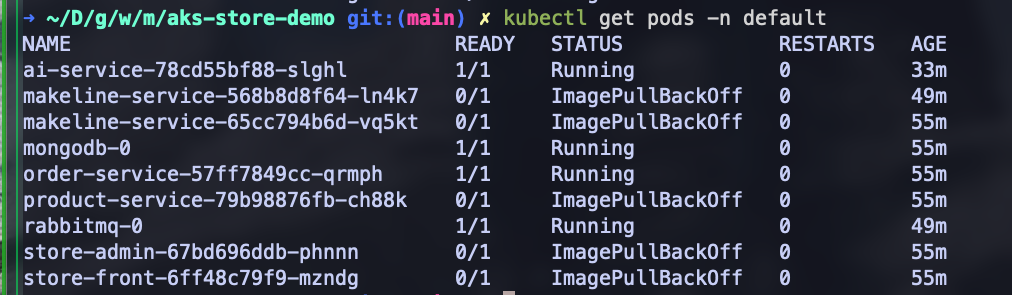 → ~/D/g/w/m/aks-store-demo git:(main) ✗ kubectl get pods -n default
NAME READY STATUS RESTARTS AGE
ai-service-78cd55bf88-slghl 1/1 Running 0 33m
makeline-service-568b8d8f64-ln4k7 0/1 ImagePullBackOff 0 49m
makeline-service-65cc794b6d-vq5kt 0/1 ImagePullBackOff 0 55m
mongodb-0 1/1 Running 0 55m
order-service-57ff7849cc-qrmph 1/1 Running 0 55m
product-service-79b98876fb-ch88k 0/1 ImagePullBackOff 0 55m
rabbitmq-0 1/1 Running 0 49m
store-admin-67bd696ddb-phnnn 0/1 ImagePullBackOff 0 55m
store-front-6ff48c79f9-mzndg 0/1 ImagePullBackOff 0 55m